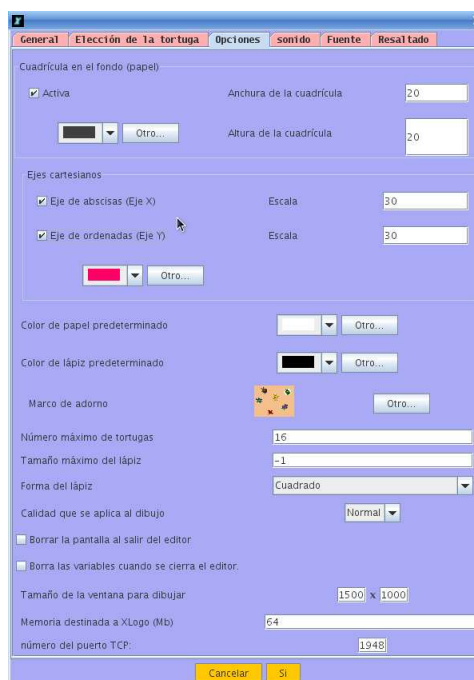 General Elección de la tortuga Opciones sonido Fuente Resaltado
Cuadrícula en el fondo (papel)
Activa Anchura de la cuadrícula 20
Otro... Altura de la cuadrícula 20
Ejes cartesianos
Eje de abscisas (Eje X) Escala 30
Eje de ordenadas (Eje Y) Escala 30
Otro...
Color de papel predeterminado Otro...
Color de lápiz predeterminado Otro...
Marco de adorno Otro...
Número máximo de tortugas 16
Tamaño máximo del lápiz -1
Forma del lápiz Cuadrado
Calidad que se aplica al dibujo Normal
Borrar la pantalla al salir del editor
Borra las variables cuando se cierra el editor.
Tamaño de la ventana para dibujar 1500 x 1000
Memoria destinada a XLogo (Mb) 64
número del puerto TCP: 1948
Cancelar Si